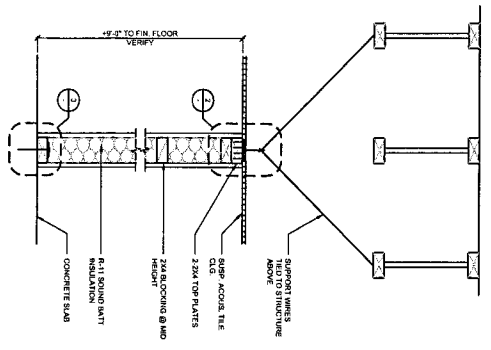 +9'-0" TO FIN. FLOOR
VERIFY
3
2
SUPPORT WIRES
TIED TO STRUCTURE
ABOVE
SUSP. ACOUS. TILE
CLG.
2-2X4 TOP PLATES
2X4 BLOCKING @ MID
HEIGHT
R-11 SOUND BATT
INSULATION
CONCRETE SLAB